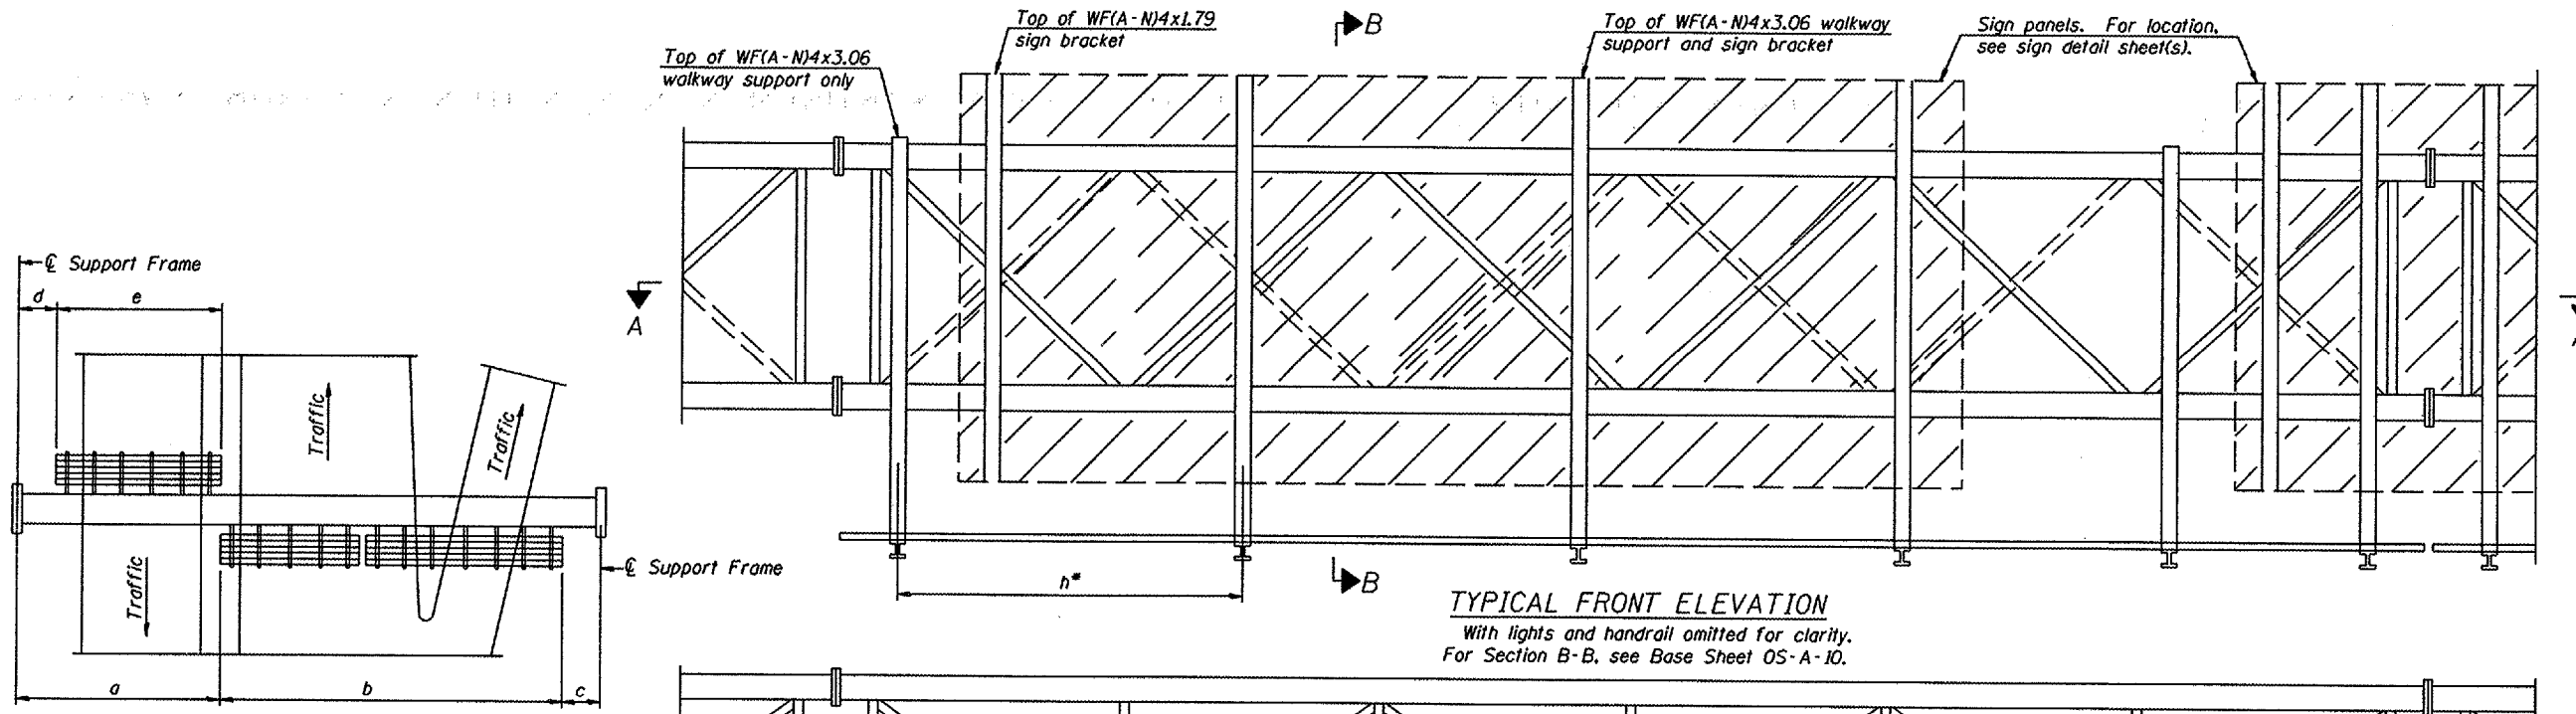 Top of WF(A-N)4x3.06
walkway support only
Top of WF(A-N)4x1.79
sign bracket
B
Top of WF(A-N)4x3.06 walkway
support and sign bracket
Sign panels. For location,
see sign detail sheet(s).
A
A
℄ Support Frame
d
e
Traffic
Traffic
Traffic
℄ Support Frame
a
b
c
h*
B
TYPICAL FRONT ELEVATION
With lights and handrail omitted for clarity.
For Section B-B, see Base Sheet OS-A-10.